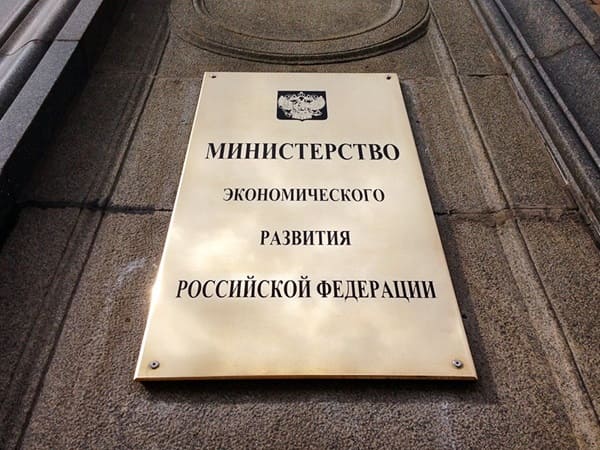 МИНИСТЕРСТВО
ЭКОНОМИЧЕСКОГО
РАЗВИТИЯ
РОССИЙСКОЙ ФЕДЕРАЦИИ